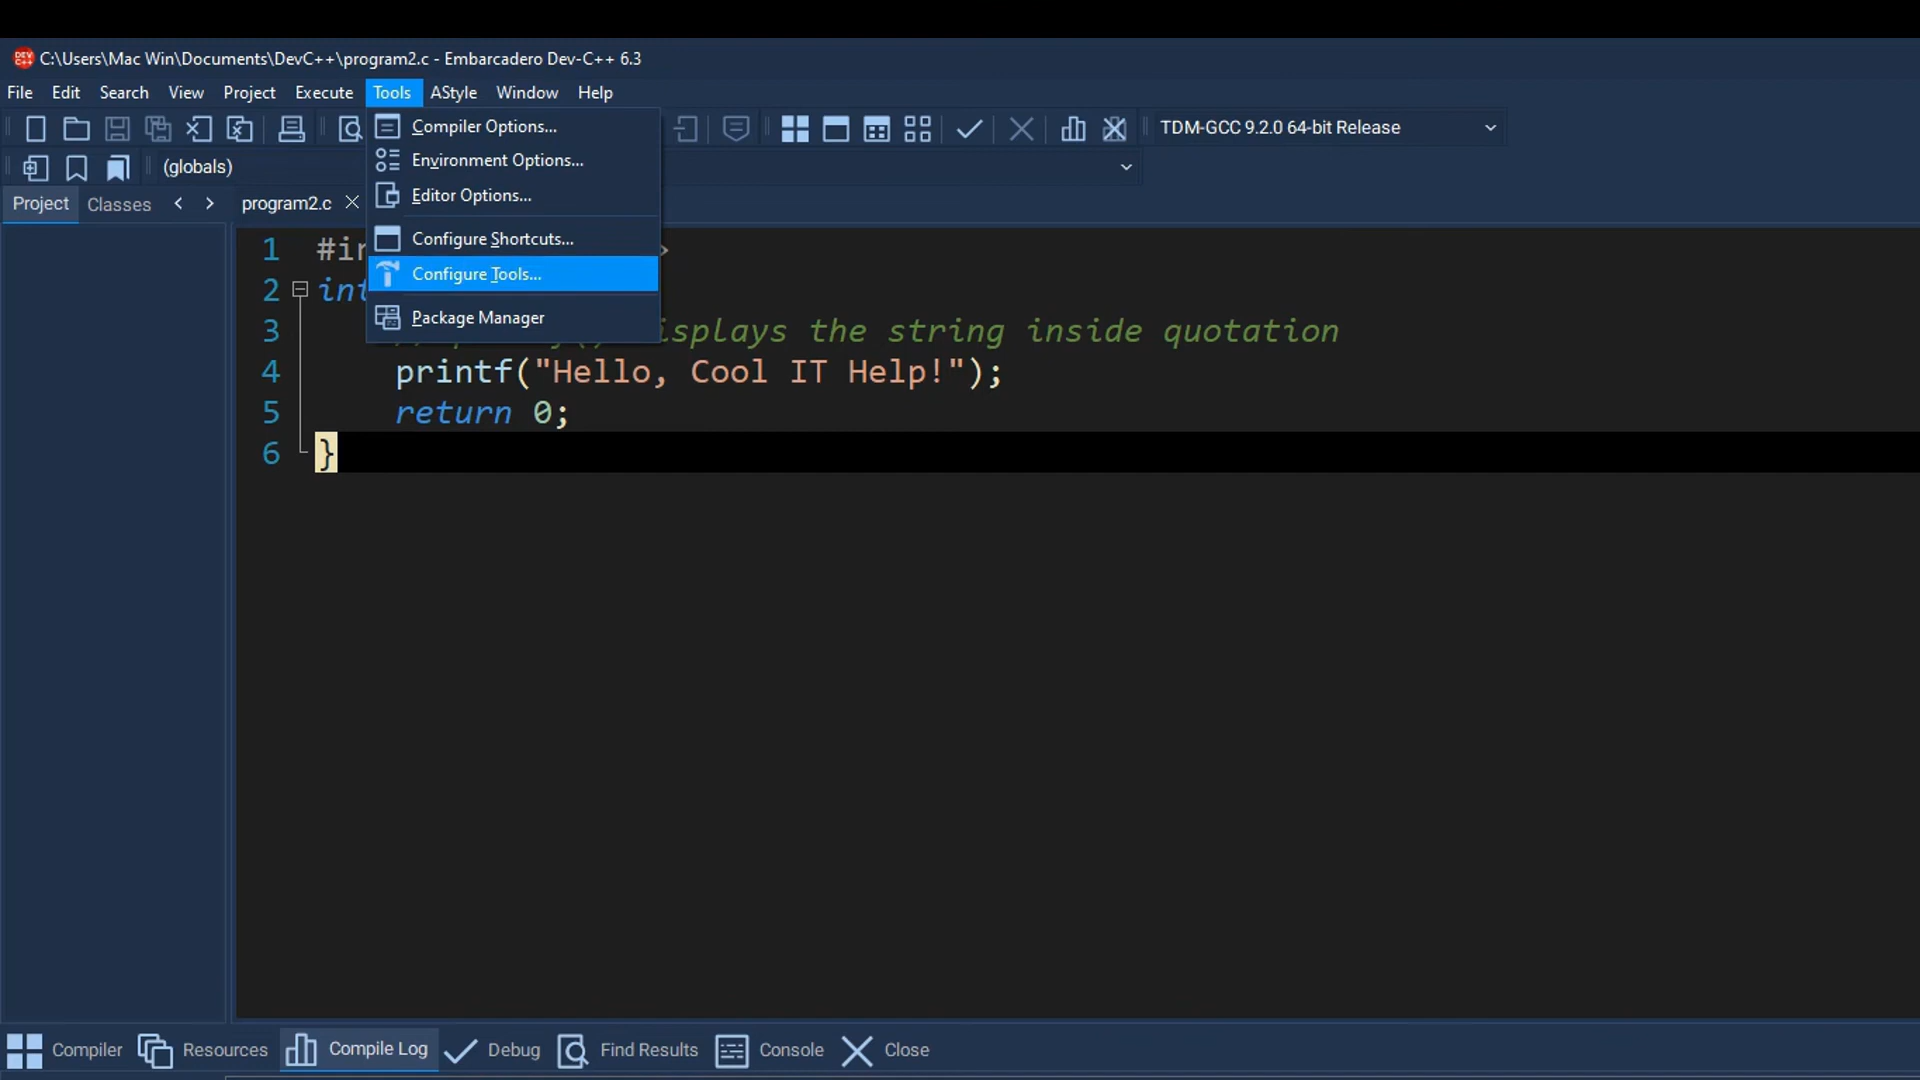 C:\Users\Mac Win\Documents\DevC++\program2.c - Embarcadero Dev-C++ 6.3
File Edit Search View Project Execute Tools AStyle Window Help
TDM-GCC 9.2.0 64-bit Release
(globals)
Project Classes
program2.c
Compiler Options...
Environment Options...
Editor Options...
Configure Shortcuts...
Configure Tools...
Package Manager
1 #in >
2 int
3 isplays the string inside quotation
4 printf("Hello, Cool IT Help!");
5 return 0;
6 }
Compiler Resources Compile Log Debug Find Results Console Close